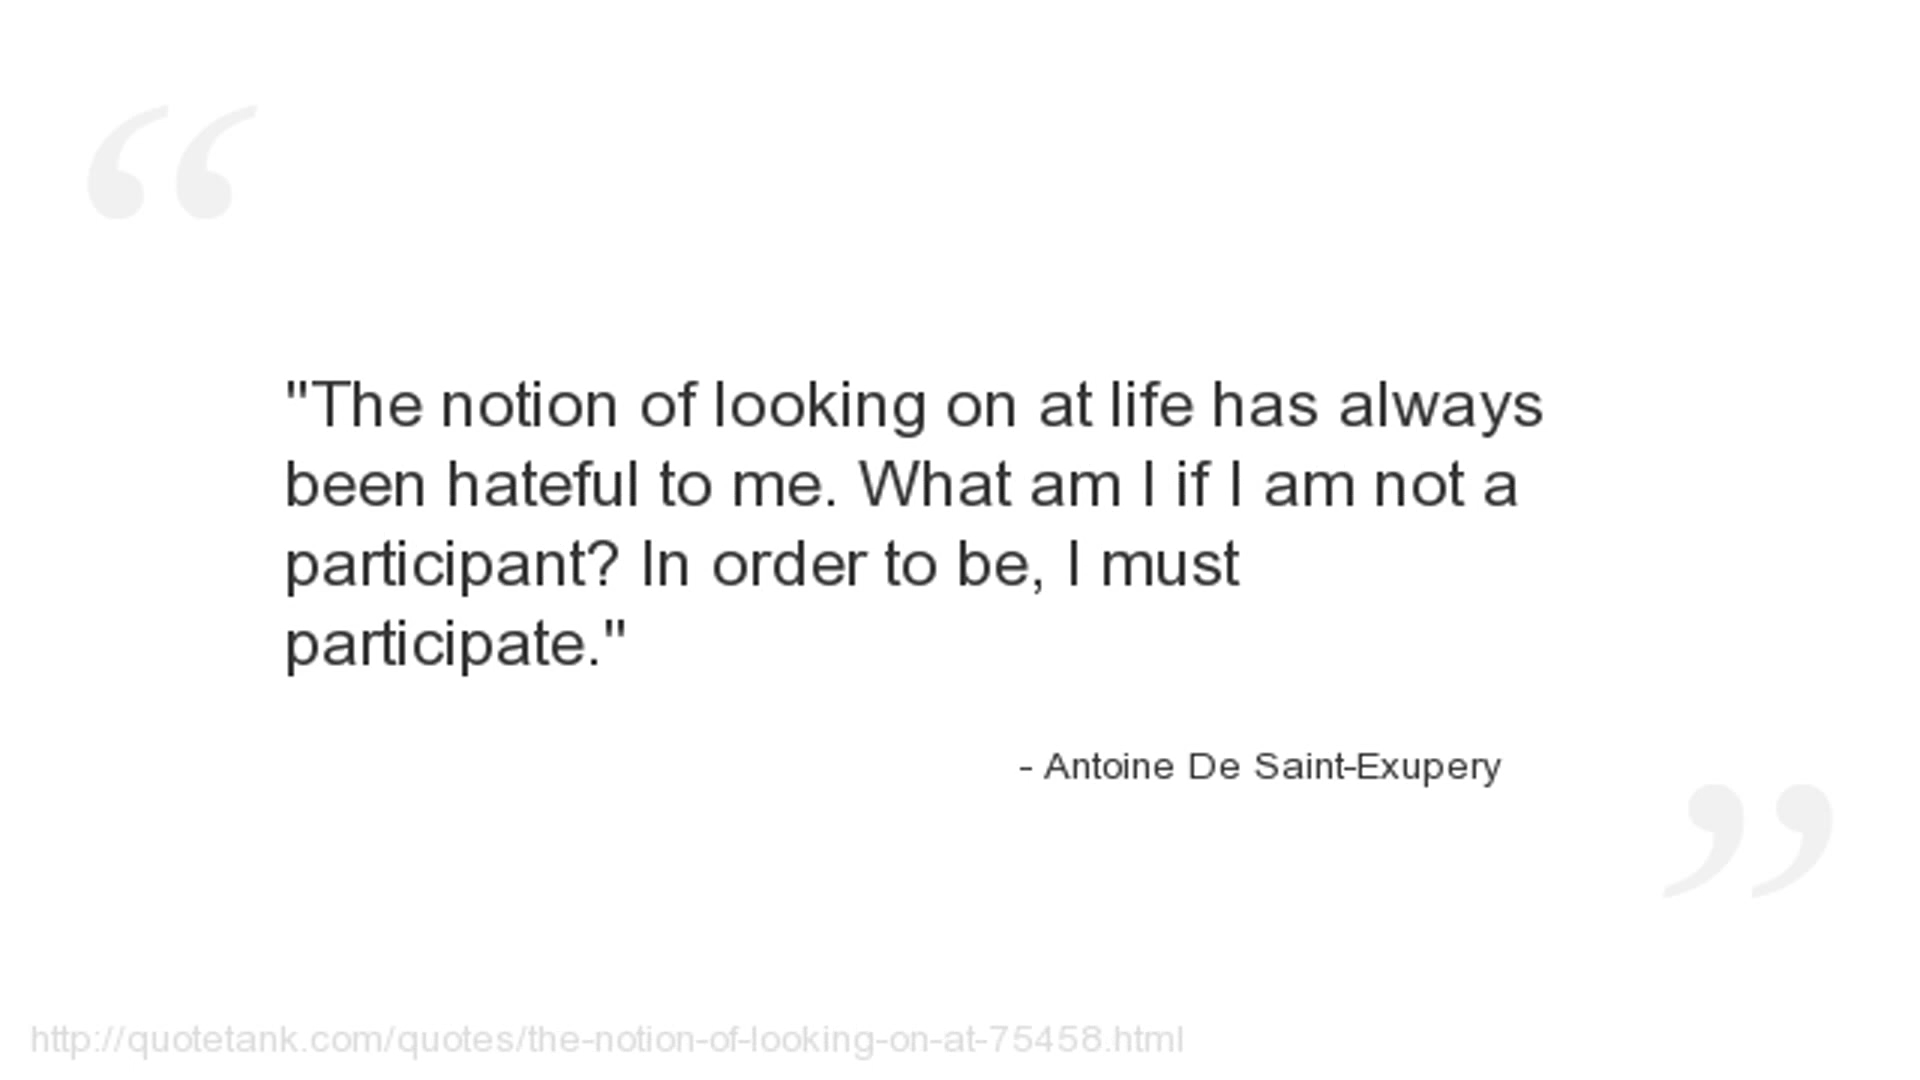 "The notion of looking on at life has always
been hateful to me. What am I if I am not a
participant? In order to be, I must
participate."
- Antoine De Saint-Exupery
http://quotetank.com/quotes/the-notion-of-looking-on-at-75458.html